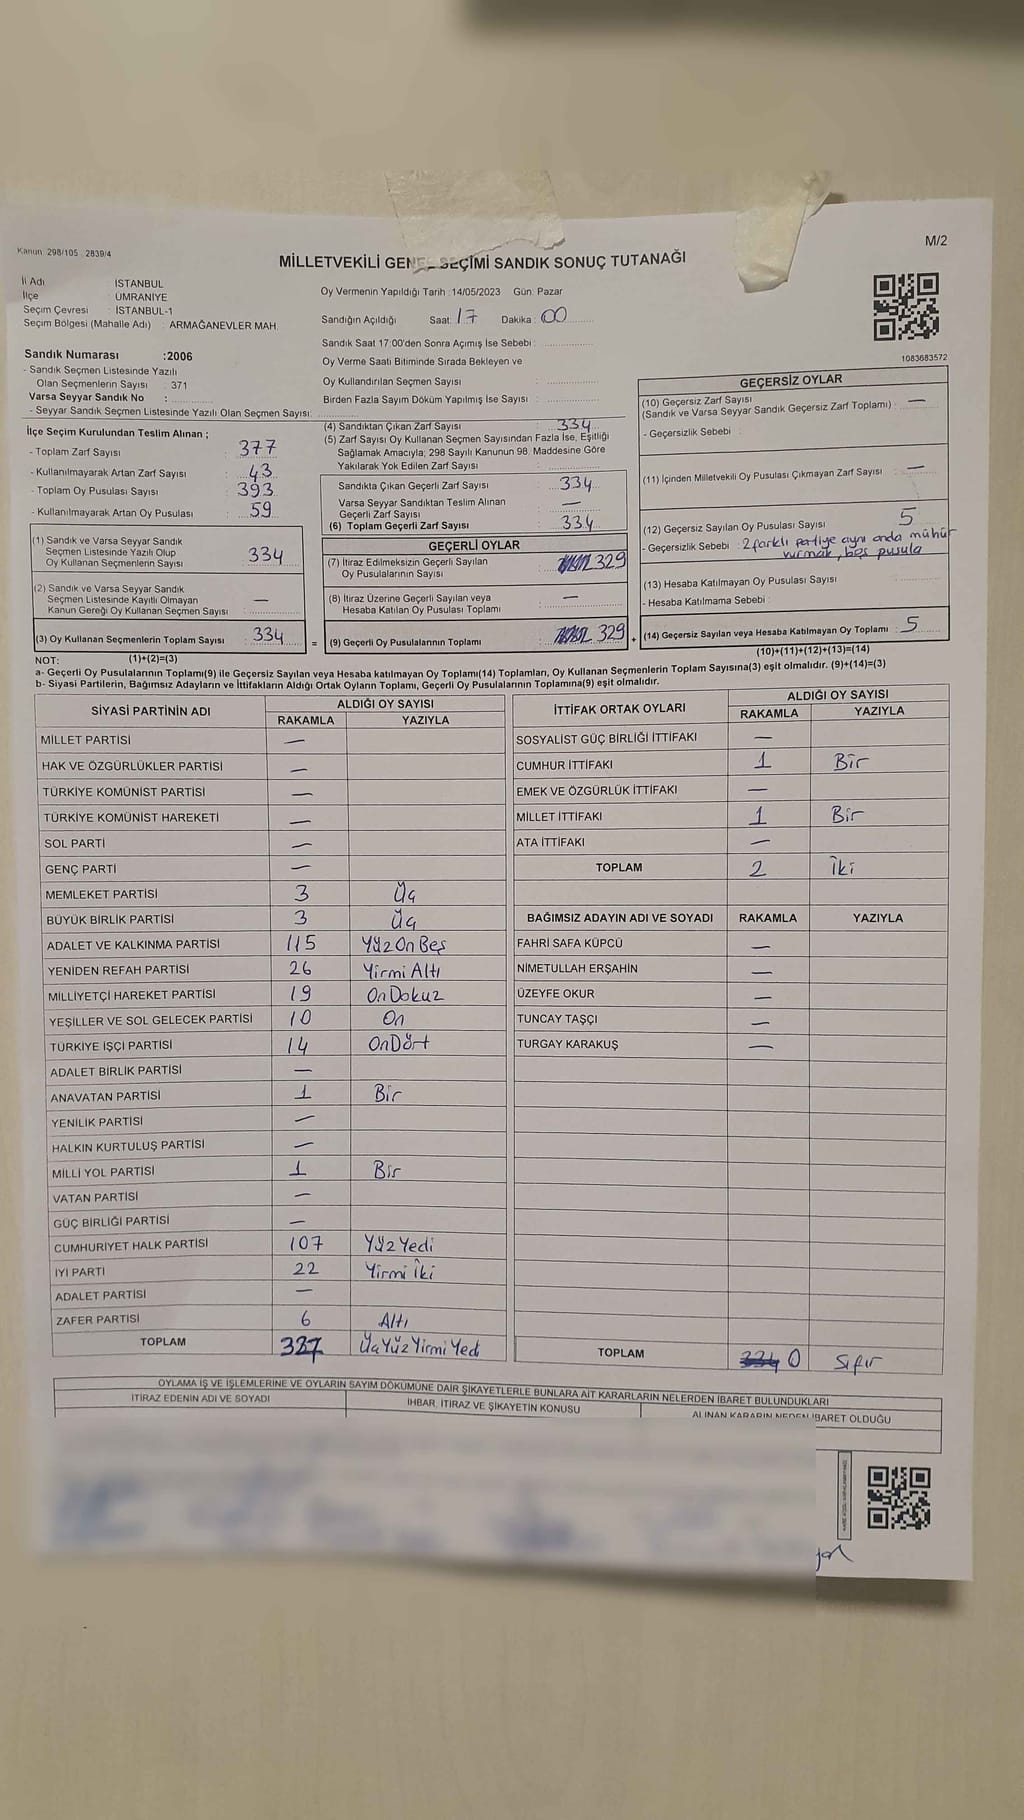 Kanun 298/105 2839/4
M/2
MİLLETVEKİLİ GENEL SEÇİMİ SANDIK SONUÇ TUTANAĞI
İl Adı : İSTANBUL
İlçe : ÜMRANİYE
Seçim Çevresi : İSTANBUL-1
Seçim Bölgesi (Mahalle Adı) : ARMAĞANEVLER MAH.
Oy Vermenin Yapıldığı Tarih :14/05/2023 Gün: Pazar
Sandığın Açıldığı Saat: 17 Dakika : 00
Sandık Saat 17:00'den Sonra Açımış İse Sebebi :
Oy Verme Saati Bitiminde Sırada Bekleyen ve
Oy Kullandırılan Seçmen Sayısı :
Birden Fazla Sayım Döküm Yapılmış İse Sayısı :
1083683572
Sandık Numarası :2006
- Sandık Seçmen Listesinde Yazılı
Olan Seçmenlerin Sayısı : 371
Varsa Seyyar Sandık No :
- Seyyar Sandık Seçmen Listesinde Yazılı Olan Seçmen Sayısı:
İlçe Seçim Kurulundan Teslim Alınan ;
- Toplam Zarf Sayısı : 377
- Kullanılmayarak Artan Zarf Sayısı : 43
- Toplam Oy Pusulası Sayısı : 393
- Kullanılmayarak Artan Oy Pusulası : 59
(1) Sandık ve Varsa Seyyar Sandık
Seçmen Listesinde Yazılı Olup
Oy Kullanan Seçmenlerin Sayısı : 334
(2) Sandık ve Varsa Seyyar Sandık
Seçmen Listesinde Kayıtlı Olmayan
Kanun Gereği Oy Kullanan Seçmen Sayısı : —
(3) Oy Kullanan Seçmenlerin Toplam Sayısı : 334
(1)+(2)=(3)
(4) Sandıktan Çıkan Zarf Sayısı : 334
(5) Zarf Sayısı Oy Kullanan Seçmen Sayısından Fazla İse, Eşitliği
Sağlamak Amacıyla; 298 Sayılı Kanunun 98. Maddesine Göre
Yakılarak Yok Edilen Zarf Sayısı :
Sandıkta Çıkan Geçerli Zarf Sayısı : 334
Varsa Seyyar Sandıktan Teslim Alınan
Geçerli Zarf Sayısı : —
(6) Toplam Geçerli Zarf Sayısı : 334
GEÇERLİ OYLAR
(7) İtiraz Edilmeksizin Geçerli Sayılan
Oy Pusulalarının Sayısı : 329
(8) İtiraz Üzerine Geçerli Sayılan veya
Hesaba Katılan Oy Pusulası Toplamı : —
= (9) Geçerli Oy Pusulalarının Toplamı : 329 +
GEÇERSİZ OYLAR
(10) Geçersiz Zarf Sayısı
(Sandık ve Varsa Seyyar Sandık Geçersiz Zarf Toplamı) : —
- Geçersizlik Sebebi :
(11) İçinden Milletvekili Oy Pusulası Çıkmayan Zarf Sayısı : —
(12) Geçersiz Sayılan Oy Pusulası Sayısı : 5
- Geçersizlik Sebebi : 2 farklı partiye aynı anda mühür
vurmak, boş pusula
(13) Hesaba Katılmayan Oy Pusulası Sayısı :
- Hesaba Katılmama Sebebi :
(14) Geçersiz Sayılan veya Hesaba Katılmayan Oy Toplamı : 5
(10)+(11)+(12)+(13)=(14)
NOT:
a- Geçerli Oy Pusulalarının Toplamı(9) ile Geçersiz Sayılan veya Hesaba katılmayan Oy Toplamı(14) Toplamları, Oy Kullanan Seçmenlerin Toplam Sayısına(3) eşit olmalıdır. (9)+(14)=(3)
b- Siyasi Partilerin, Bağımsız Adayların ve İttifakların Aldığı Ortak Oyların Toplamı, Geçerli Oy Pusulalarının Toplamına(9) eşit olmalıdır.
SİYASİ PARTİNİN ADI ALDIĞI OY SAYISI
RAKAMLA YAZIYLA
MİLLET PARTİSİ —
HAK VE ÖZGÜRLÜKLER PARTİSİ —
TÜRKİYE KOMÜNİST PARTİSİ —
TÜRKİYE KOMÜNİST HAREKETİ —
SOL PARTİ —
GENÇ PARTİ —
MEMLEKET PARTİSİ 3 Üç
BÜYÜK BİRLİK PARTİSİ 3 Üç
ADALET VE KALKINMA PARTİSİ 115 Yüz On Beş
YENİDEN REFAH PARTİSİ 26 Yirmi Altı
MİLLİYETÇİ HAREKET PARTİSİ 19 On Dokuz
YEŞİLLER VE SOL GELECEK PARTİSİ 10 On
TÜRKİYE İŞÇİ PARTİSİ 14 On Dört
ADALET BİRLİK PARTİSİ —
ANAVATAN PARTİSİ 1 Bir
YENİLİK PARTİSİ —
HALKIN KURTULUŞ PARTİSİ —
MİLLİ YOL PARTİSİ 1 Bir
VATAN PARTİSİ —
GÜÇ BİRLİĞİ PARTİSİ —
CUMHURİYET HALK PARTİSİ 107 Yüz Yedi
İYİ PARTİ 22 Yirmi İki
ADALET PARTİSİ —
ZAFER PARTİSİ 6 Altı
TOPLAM 327 Üç Yüz Yirmi Yedi
İTTİFAK ORTAK OYLARI ALDIĞI OY SAYISI
RAKAMLA YAZIYLA
SOSYALİST GÜÇ BİRLİĞİ İTTİFAKI —
CUMHUR İTTİFAKI 1 Bir
EMEK VE ÖZGÜRLÜK İTTİFAKI —
MİLLET İTTİFAKI 1 Bir
ATA İTTİFAKI —
TOPLAM 2 İki
BAĞIMSIZ ADAYIN ADI VE SOYADI RAKAMLA YAZIYLA
FAHRİ SAFA KÜPCÜ —
NİMETULLAH ERŞAHİN —
ÜZEYFE OKUR —
TUNCAY TAŞÇI —
TURGAY KARAKUŞ —
TOPLAM 334 0 Sıfır
OYLAMA İŞ VE İŞLEMLERİNE VE OYLARIN SAYIM DÖKÜMÜNE DAİR ŞİKAYETLERLE BUNLARA AİT KARARLARIN NELERDEN İBARET BULUNDUKLARI
İTİRAZ EDENİN ADI VE SOYADI İHBAR, İTİRAZ VE ŞİKAYETİN KONUSU ALINAN KARARIN NEDEN İBARET OLDUĞU